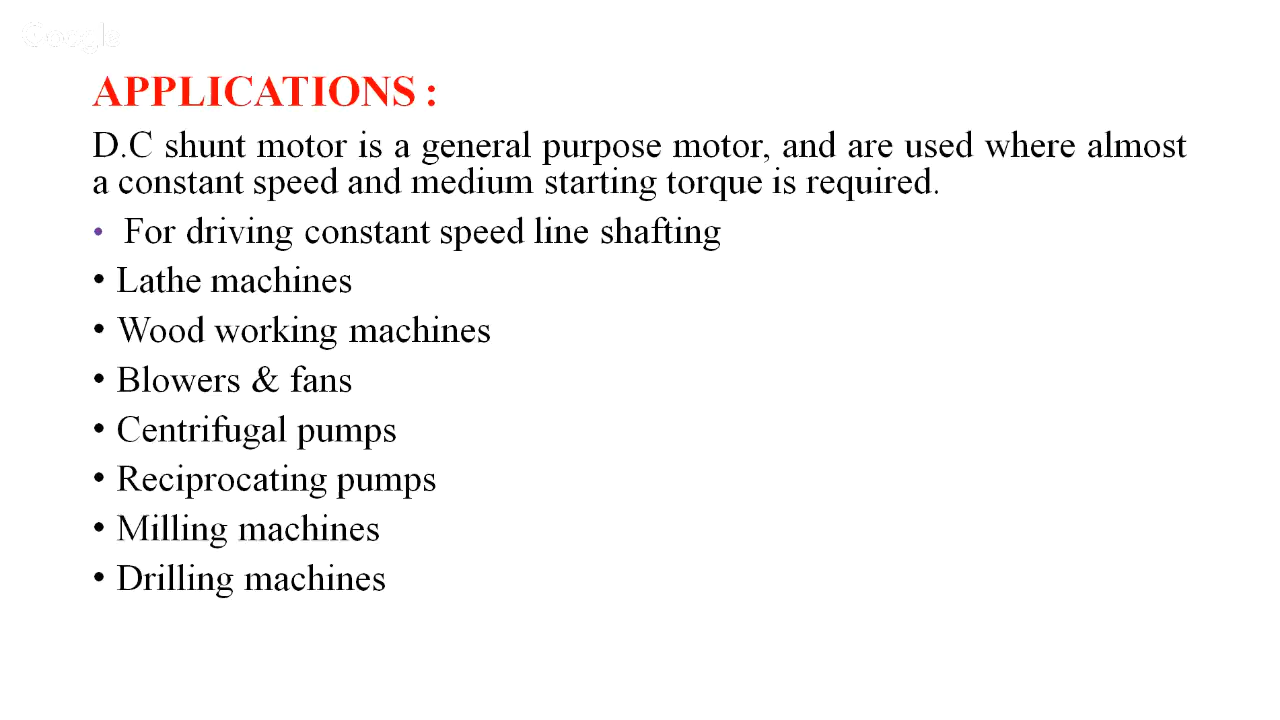 Google
APPLICATIONS :
D.C shunt motor is a general purpose motor, and are used where almost
a constant speed and medium starting torque is required.
• For driving constant speed line shafting
• Lathe machines
• Wood working machines
• Blowers & fans
• Centrifugal pumps
• Reciprocating pumps
• Milling machines
• Drilling machines